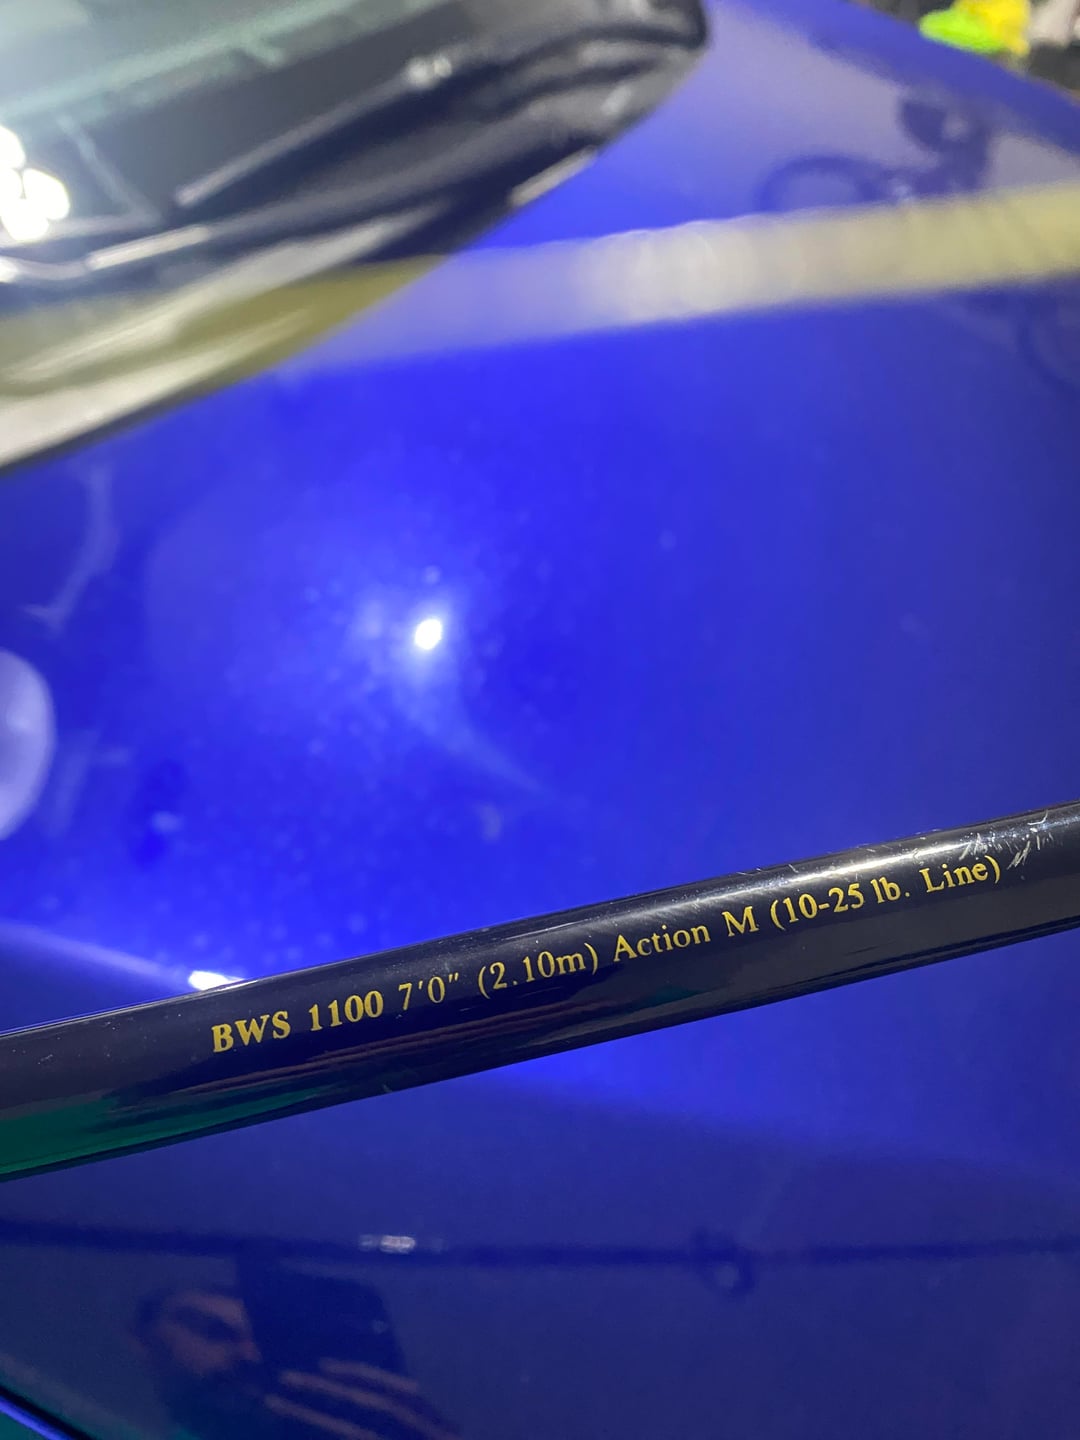 BWS 1100 7'0" (2.10m) Action M (10-25 lb. Line)